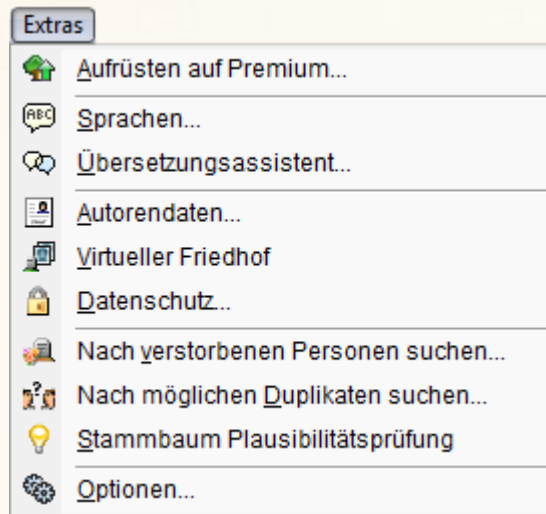 Extras
Aufrüsten auf Premium...
ABC
Sprachen...
Übersetzungsassistent...
Autorendaten...
Virtueller Friedhof
Datenschutz...
Nach verstorbenen Personen suchen...
?
Nach möglichen Duplikaten suchen...
Stammbaum Plausibilitätsprüfung
Optionen...